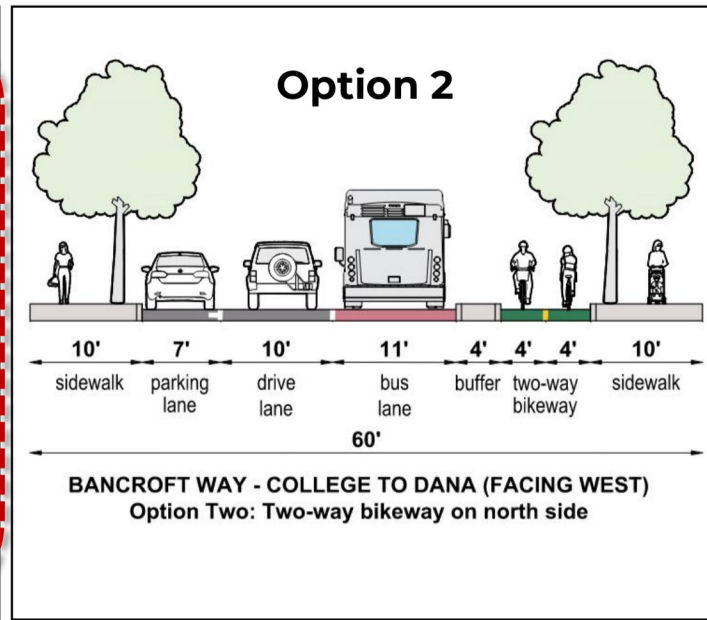 Option 2
10' 7' 10' 11' 4' 4' 4' 10'
sidewalk parking lane drive lane bus lane buffer two-way bikeway sidewalk
60'
BANCROFT WAY - COLLEGE TO DANA (FACING WEST)
Option Two: Two-way bikeway on north side